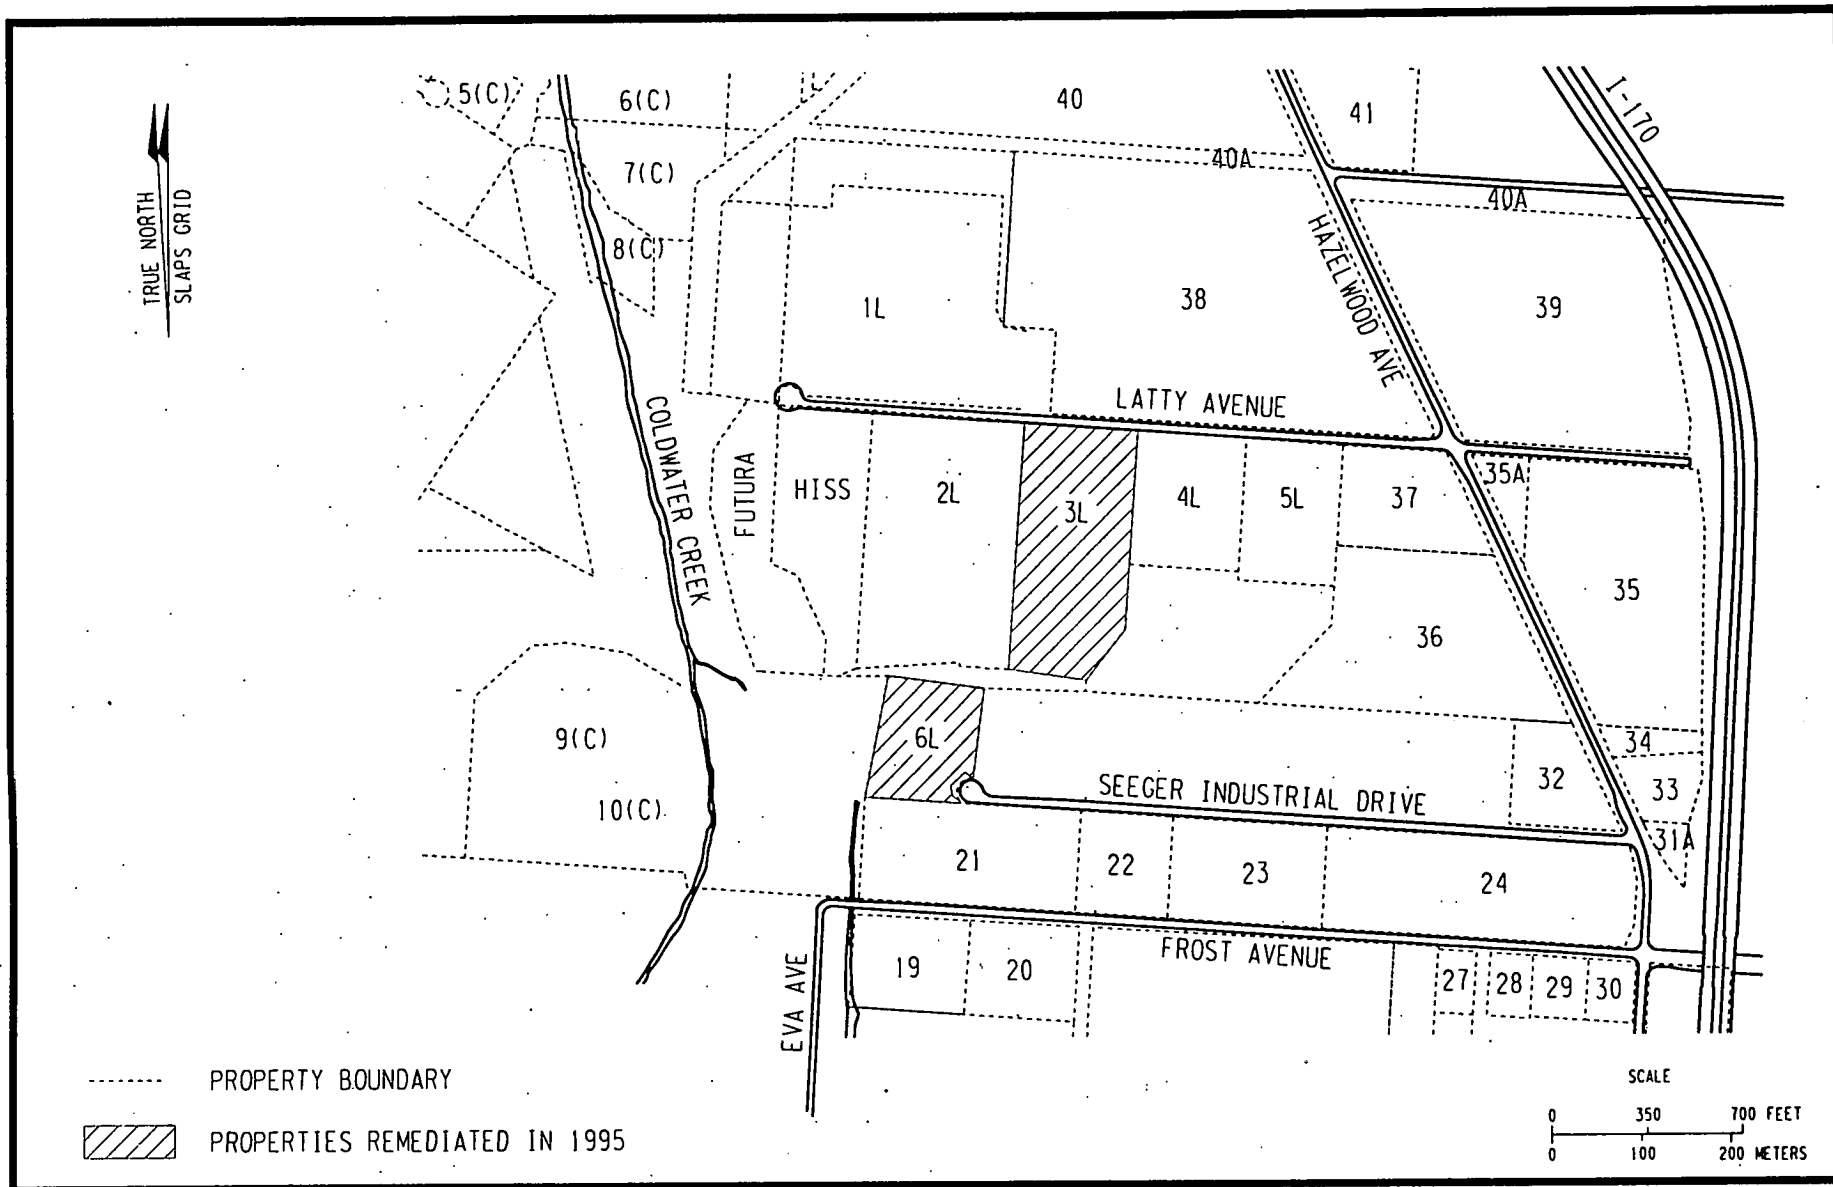 5(C)
6(C)
40
41
I-170
7(C)
40A
40A
8(C)
TRUE NORTH
SLAPS GRID
1L
38
HAZELWOOD AVE
39
LATTY AVENUE
COLDWATER CREEK
FUTURA
HISS
2L
3L
4L
5L
37
35A
35
36
9(C)
6L
34
32
33
SEEGER INDUSTRIAL DRIVE
10(C)
31A
21
22
23
24
FROST AVENUE
19
20
27
28
29
30
EVA AVE
PROPERTY BOUNDARY
PROPERTIES REMEDIATED IN 1995
SCALE
0 350 700 FEET
0 100 200 METERS